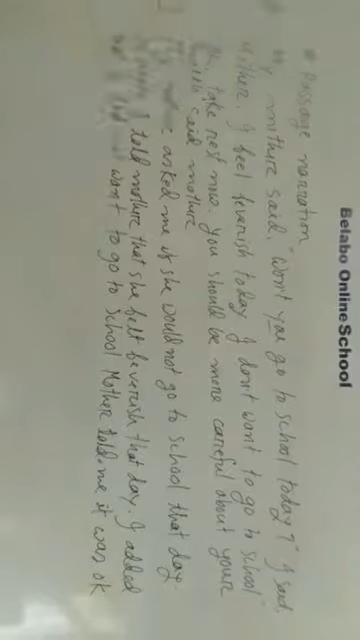 Belabo Online School
* Passage narration
My mother said, "Won't you go to school today?" I said,
"Mother, I feel feverish today I don't want to go to school"
take rest now. You should be more careful about your
said mother
asked me if she would not go to school that day.
I told mother that she felt feverish that day. I added
want to go to School Mother told me it was ok